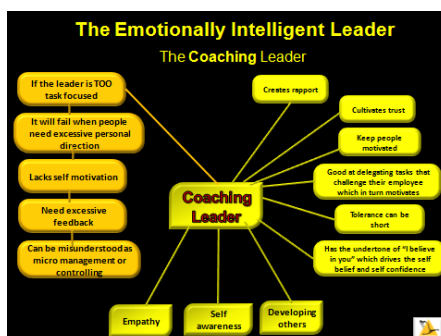 The Emotionally Intelligent Leader
The Coaching Leader
If the leader is TOO
task focused
It will fail when people
need excessive personal
direction
Lacks self motivation
Need excessive
feedback
Can be misunderstood as
micro management or
controlling
Creates rapport
Cultivates trust
Keep people
motivated
Good at delegating tasks that
challenge their employee
which in turn motivates
Tolerance can be
short
Has the undertone of "I believe
in you" which drives the self
belief and self confidence
Coaching
Leader
Empathy
Self
awareness
Developing
others